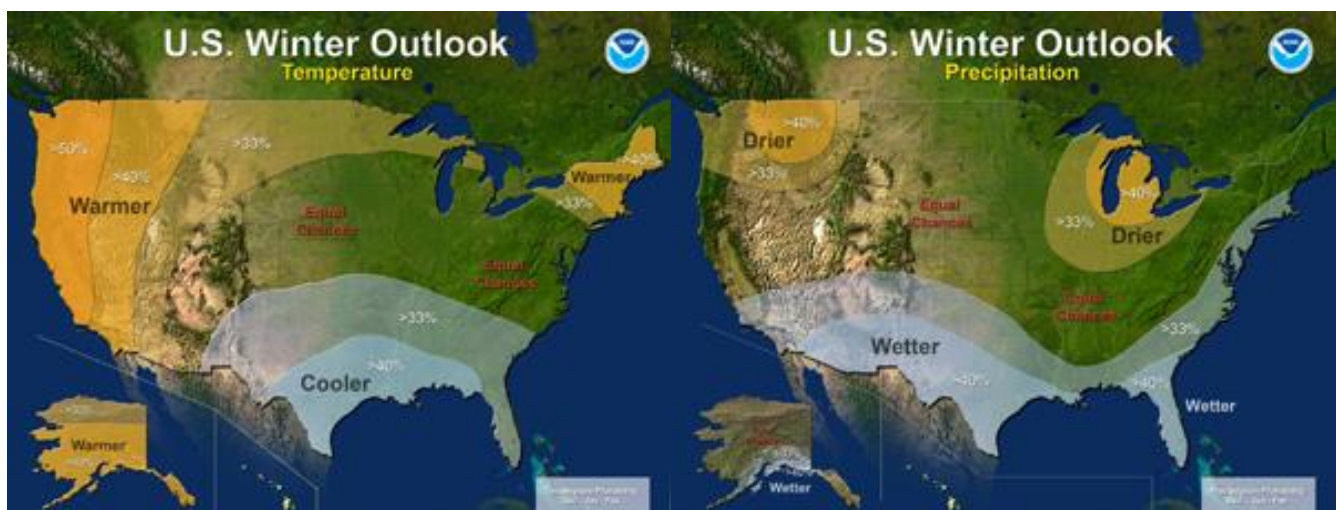 U.S. Winter Outlook
Temperature
>50%
>40%
>33%
Warmer
>40%
Warmer
>33%
Equal
Chances
Equal
Chances
>33%
>40%
Cooler
Warmer
U.S. Winter Outlook
Precipitation
>40%
Drier
>33%
Equal
Chances
>40%
>33%
Drier
Equal
Chances
>33%
Wetter
>40%
>40%
Wetter
Wetter